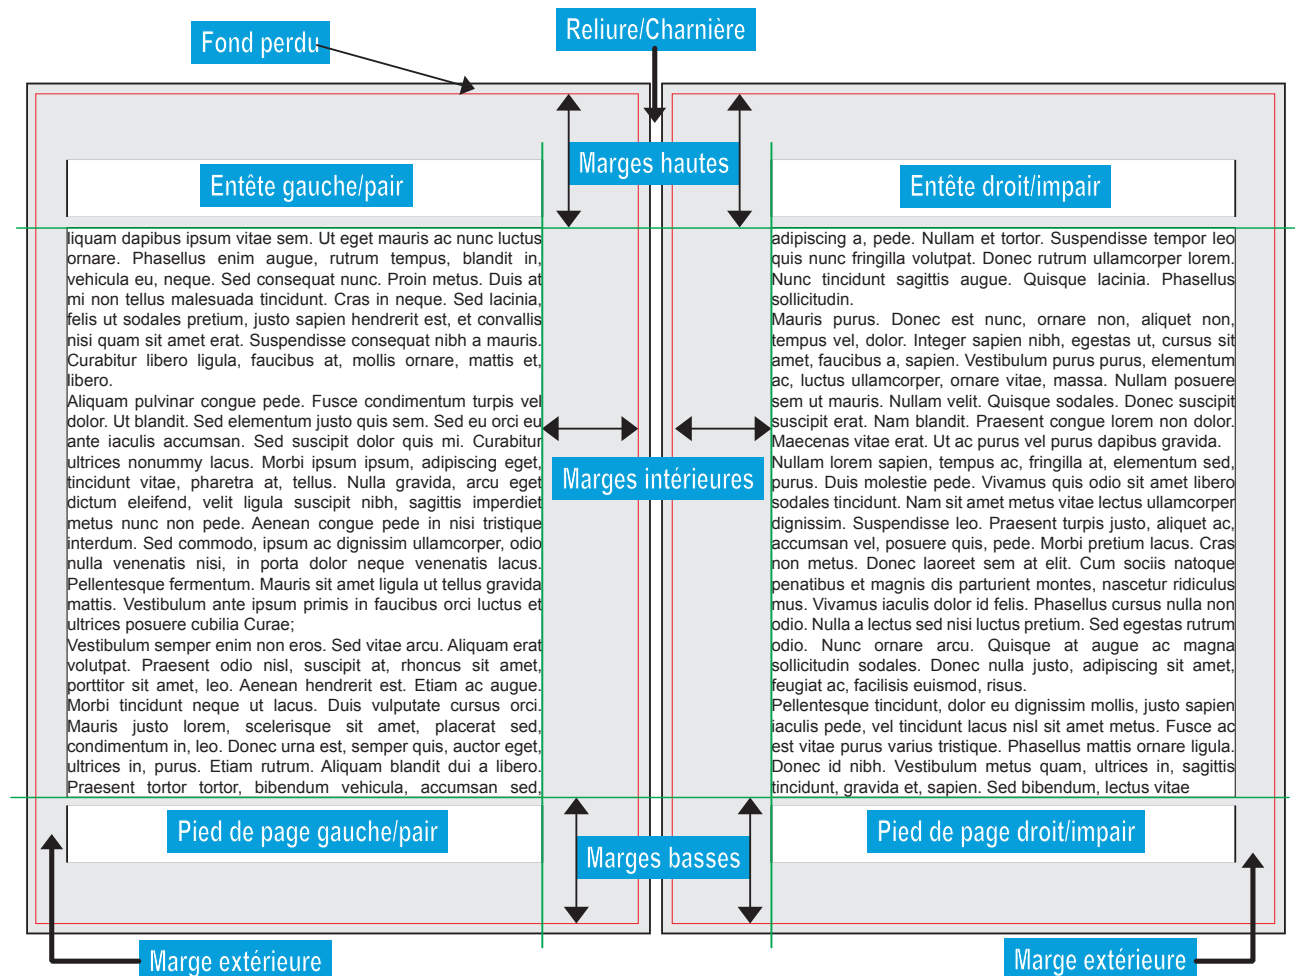 Reliure/Charnière
Fond perdu
Marges hautes
Entête gauche/pair
Entête droit/impair
liquam dapibus ipsum vitae sem. Ut eget mauris ac nunc luctus
ornare. Phasellus enim augue, rutrum tempus, blandit in,
vehicula eu, neque. Sed consequat nunc. Proin metus. Duis at
mi non tellus malesuada tincidunt. Cras in neque. Sed lacinia,
felis ut sodales pretium, justo sapien hendrerit est, et convallis
nisi quam sit amet erat. Suspendisse consequat nibh a mauris.
Curabitur libero ligula, faucibus at, mollis ornare, mattis et,
libero.
Aliquam pulvinar congue pede. Fusce condimentum turpis vel
dolor. Ut blandit. Sed elementum justo quis sem. Sed eu orci eu
ante iaculis accumsan. Sed suscipit dolor quis mi. Curabitur
ultrices nonummy lacus. Morbi ipsum ipsum, adipiscing eget,
tincidunt vitae, pharetra at, tellus. Nulla gravida, arcu eget
dictum eleifend, velit ligula suscipit nibh, sagittis imperdiet
metus nunc non pede. Aenean congue pede in nisi tristique
interdum. Sed commodo, ipsum ac dignissim ullamcorper, odio
nulla venenatis nisi, in porta dolor neque venenatis lacus.
Pellentesque fermentum. Mauris sit amet ligula ut tellus gravida
mattis. Vestibulum ante ipsum primis in faucibus orci luctus et
ultrices posuere cubilia Curae;
Vestibulum semper enim non eros. Sed vitae arcu. Aliquam erat
volutpat. Praesent odio nisl, suscipit at, rhoncus sit amet,
porttitor sit amet, leo. Aenean hendrerit est. Etiam ac augue.
Morbi tincidunt neque ut lacus. Duis vulputate cursus orci.
Mauris justo lorem, scelerisque sit amet, placerat sed,
condimentum in, leo. Donec urna est, semper quis, auctor eget,
ultrices in, purus. Etiam rutrum. Aliquam blandit dui a libero.
Praesent tortor tortor, bibendum vehicula, accumsan sed,
Marges intérieures
adipiscing a, pede. Nullam et tortor. Suspendisse tempor leo
quis nunc fringilla volutpat. Donec rutrum ullamcorper lorem.
Nunc tincidunt sagittis augue. Quisque lacinia. Phasellus
sollicitudin.
Mauris purus. Donec est nunc, ornare non, aliquet non,
tempus vel, dolor. Integer sapien nibh, egestas ut, cursus sit
amet, faucibus a, sapien. Vestibulum purus purus, elementum
ac, luctus ullamcorper, ornare vitae, massa. Nullam posuere
sem ut mauris. Nullam velit. Quisque sodales. Donec suscipit
suscipit erat. Nam blandit. Praesent congue lorem non dolor.
Maecenas vitae erat. Ut ac purus vel purus dapibus gravida.
Nullam lorem sapien, tempus ac, fringilla at, elementum sed,
purus. Duis molestie pede. Vivamus quis odio sit amet libero
sodales tincidunt. Nam sit amet metus vitae lectus ullamcorper
dignissim. Suspendisse leo. Praesent turpis justo, aliquet ac,
accumsan vel, posuere quis, pede. Morbi pretium lacus. Cras
non metus. Donec laoreet sem at elit. Cum sociis natoque
penatibus et magnis dis parturient montes, nascetur ridiculus
mus. Vivamus iaculis dolor id felis. Phasellus cursus nulla non
odio. Nulla a lectus sed nisi luctus pretium. Sed egestas rutrum
odio. Nunc ornare arcu. Quisque at augue ac magna
sollicitudin sodales. Donec nulla justo, adipiscing sit amet,
feugiat ac, facilisis euismod, risus.
Pellentesque tincidunt, dolor eu dignissim mollis, justo sapien
iaculis pede, vel tincidunt lacus nisl sit amet metus. Fusce ac
est vitae purus varius tristique. Phasellus mattis ornare ligula.
Donec id nibh. Vestibulum metus quam, ultrices in, sagittis
tincidunt, gravida et, sapien. Sed bibendum, lectus vitae
Pied de page gauche/pair
Pied de page droit/impair
Marges basses
Marge extérieure
Marge extérieure